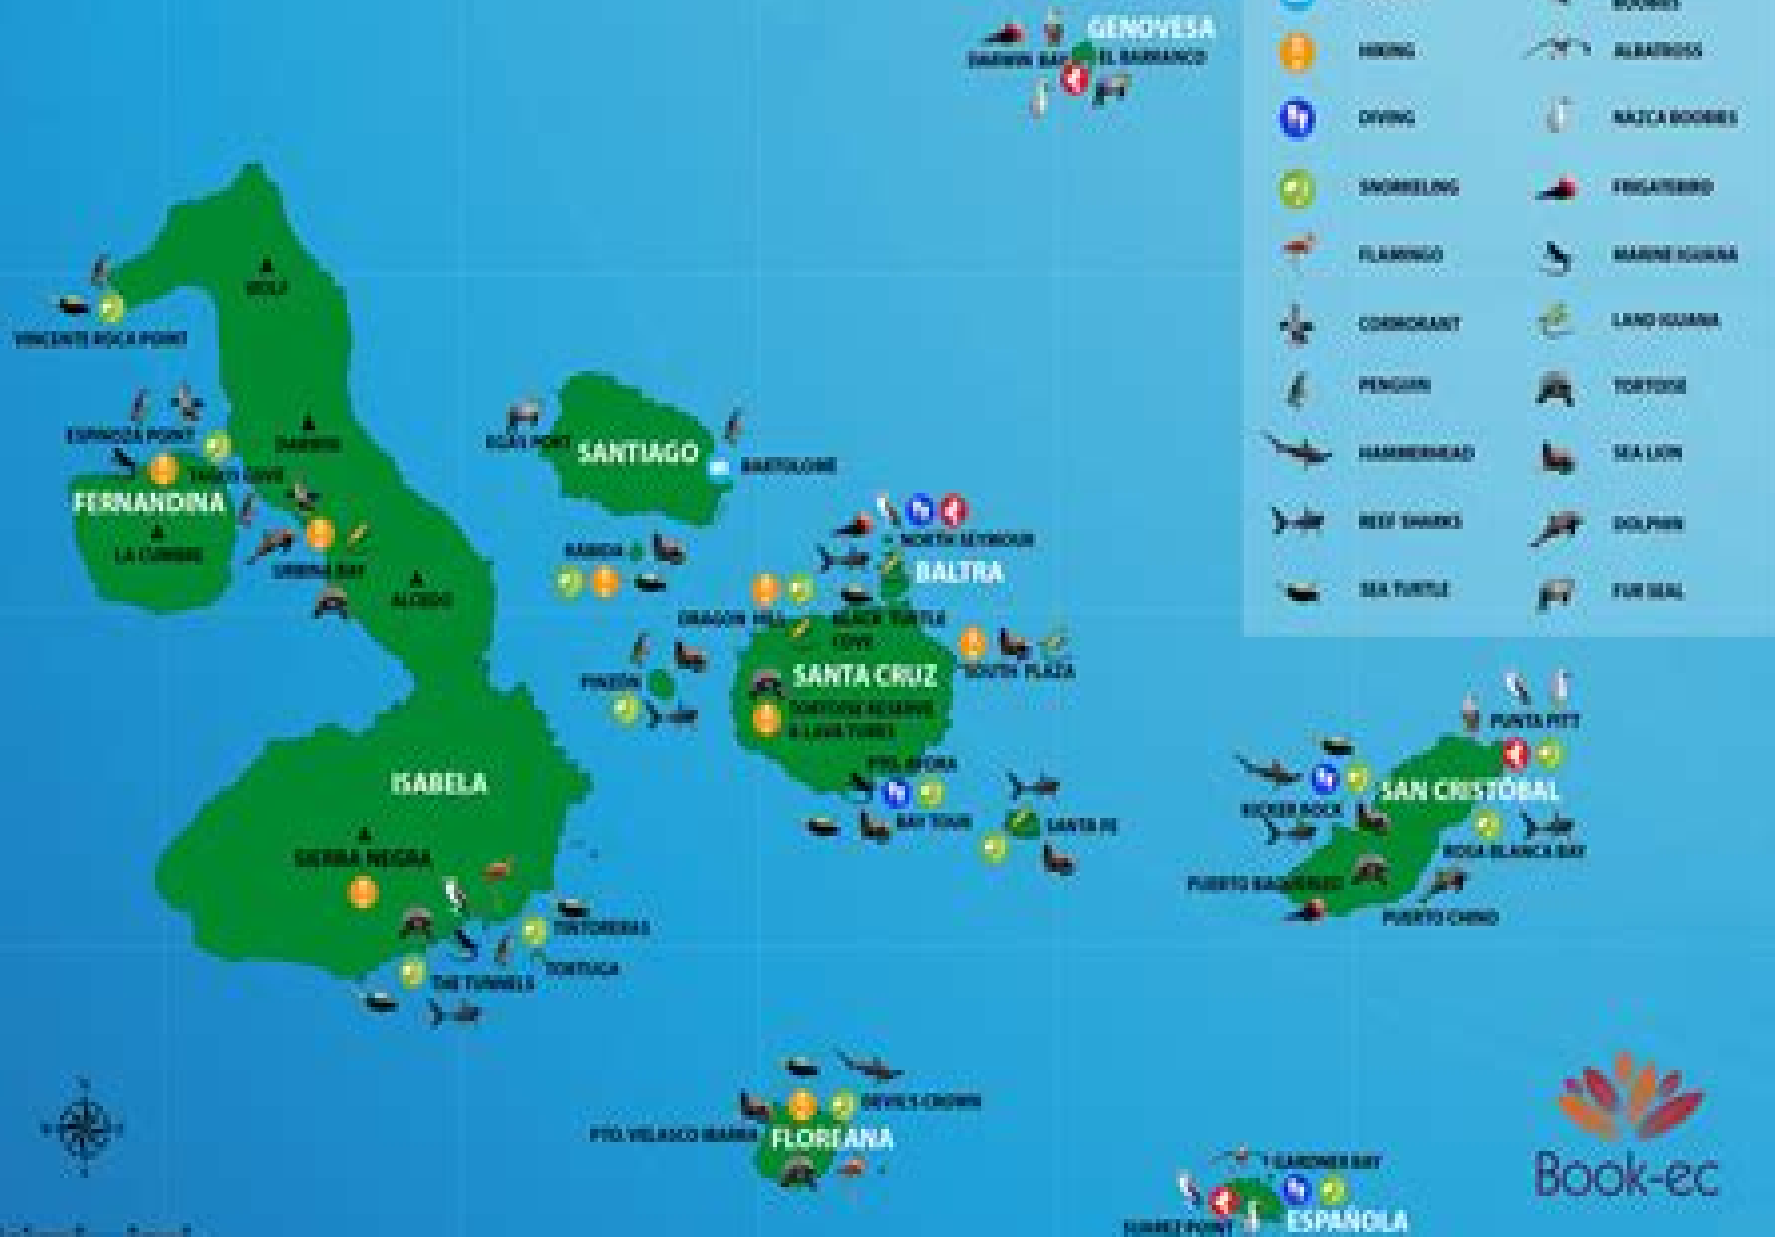 GENOVESA
DARWIN BAY
EL BARRANCO
BOOBIES
HIKING
ALBATROSS
DIVING
NAZCA BOOBIES
SNORKELING
FRIGATEBIRD
FLAMINGO
MARINE IGUANA
CORMORANT
LAND IGUANA
PENGUIN
TORTOISE
HAMMERHEAD
SEA LION
REEF SHARKS
DOLPHIN
SEA TURTLE
FUR SEAL
WOLF
VINCENTE ROCA POINT
DARWIN
ESPINOZA POINT
TAGUS COVE
FERNANDINA
LA CUMBRE
URBINA BAY
ALCEDO
EGAS PORT
SANTIAGO
BARTOLOMÉ
RÁBIDA
NORTH SEYMOUR
BALTRA
DRAGON HILL
BLACK TURTLE
COVE
SANTA CRUZ
SOUTH PLAZA
PINZÓN
TORTOISE RESERVE
& LAVA TUBES
PUNTA PITT
PTO. AYORA
BAY TOUR
SANTA FE
ISABELA
SIERRA NEGRA
SAN CRISTÓBAL
KICKER ROCK
ROSA BLANCA BAY
PUERTO BAQUERIZO
PUERTO CHINO
TINTORERAS
TORTUGA
THE TUNNELS
DEVIL'S CROWN
PTO. VELASCO IBARRA
FLOREANA
GARDNER BAY
SUAREZ POINT
ESPAÑOLA
Book-ec